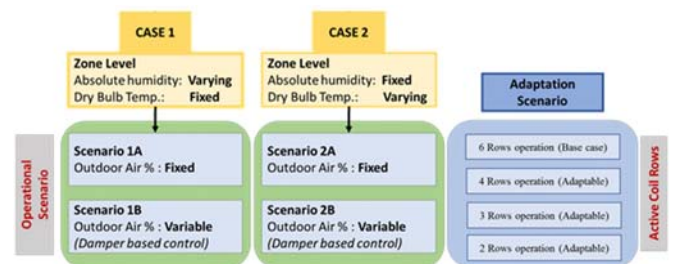 CASE 1
Zone Level
Absolute humidity: Varying
Dry Bulb Temp.: Fixed
CASE 2
Zone Level
Absolute humidity: Fixed
Dry Bulb Temp.: Varying
Adaptation
Scenario
Operational
Scenario
Scenario 1A
Outdoor Air % : Fixed
Scenario 1B
Outdoor Air % : Variable
(Damper based control)
Scenario 2A
Outdoor Air % : Fixed
Scenario 2B
Outdoor Air % : Variable
(Damper based control)
6 Rows operation (Base case)
4 Rows operation (Adaptable)
3 Rows operation (Adaptable)
2 Rows operation (Adaptable)
Active Coil Rows